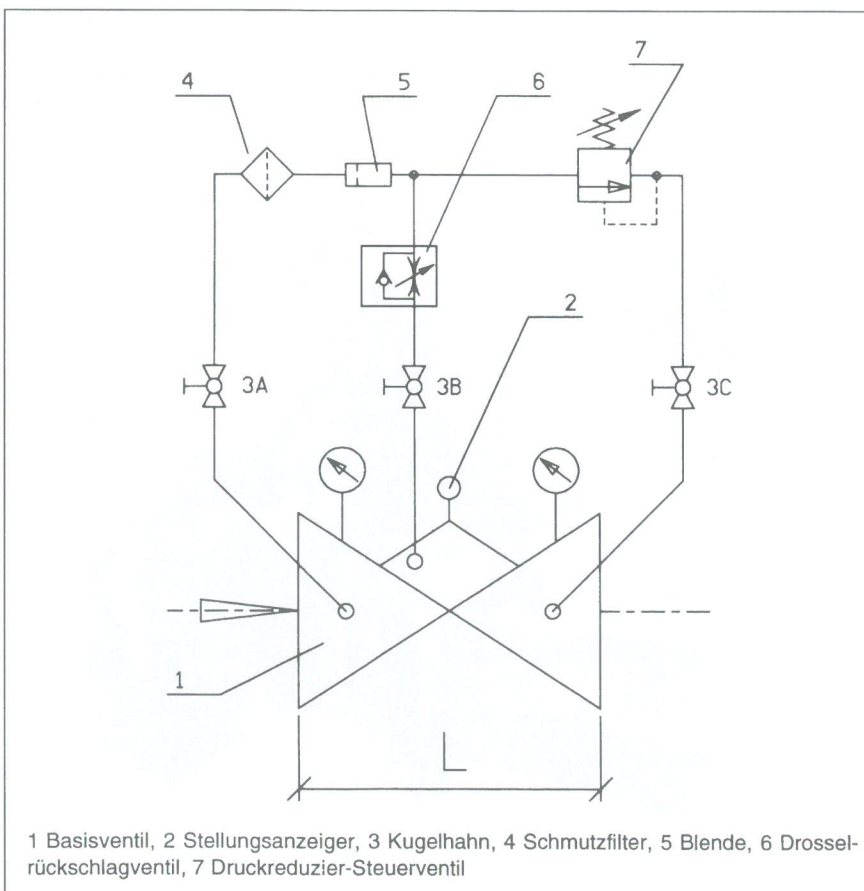 4 5 6 7
2
3A 3B 3C
1
L
1 Basisventil, 2 Stellungsanzeiger, 3 Kugelhahn, 4 Schmutzfilter, 5 Blende, 6 Drossel-
rückschlagventil, 7 Druckreduzier-Steuerventil